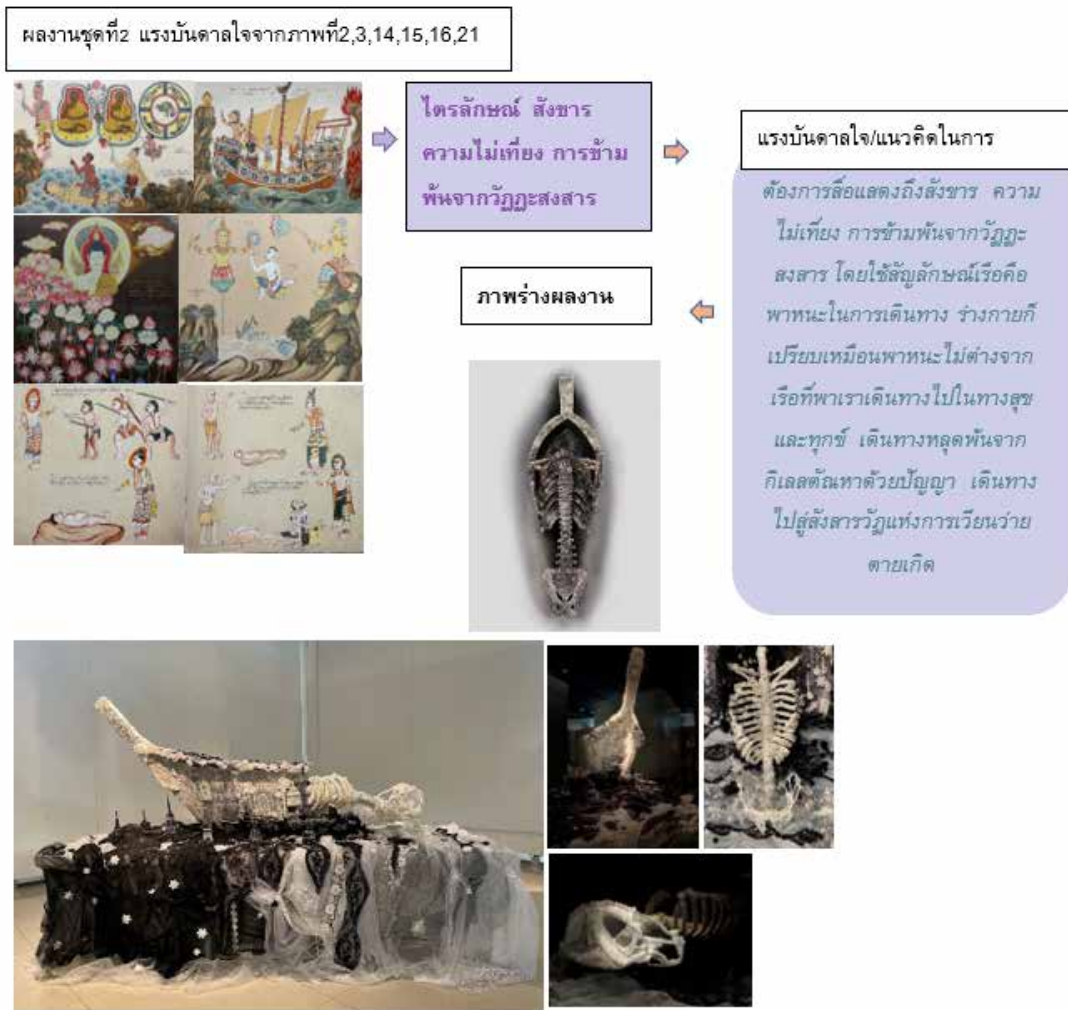 ผลงานชุดที่2 แรงบันดาลใจจากภาพที่2,3,14,15,16,21
ไตรลักษณ์ สังขาร
ความไม่เที่ยง การข้าม
พ้นจากวัฏฏะสงสาร
แรงบันดาลใจ/แนวคิดในการ
ต้องการสื่อแสดงถึงสังขาร ความ
ไม่เที่ยง การข้ามพ้นจากวัฏฏะ
สงสาร โดยใช้สัญลักษณ์เรือคือ
พาหนะในการเดินทาง ร่างกายก็
เปรียบเหมือนพาหนะไม่ต่างจาก
เรือที่พาเราเดินทางไปในทางสุข
และทุกข์ เดินทางหลุดพ้นจาก
กิเลสตัณหาด้วยปัญญา เดินทาง
ไปสู่สังสารวัฏแห่งการเวียนว่าย
ตายเกิด
ภาพร่างผลงาน